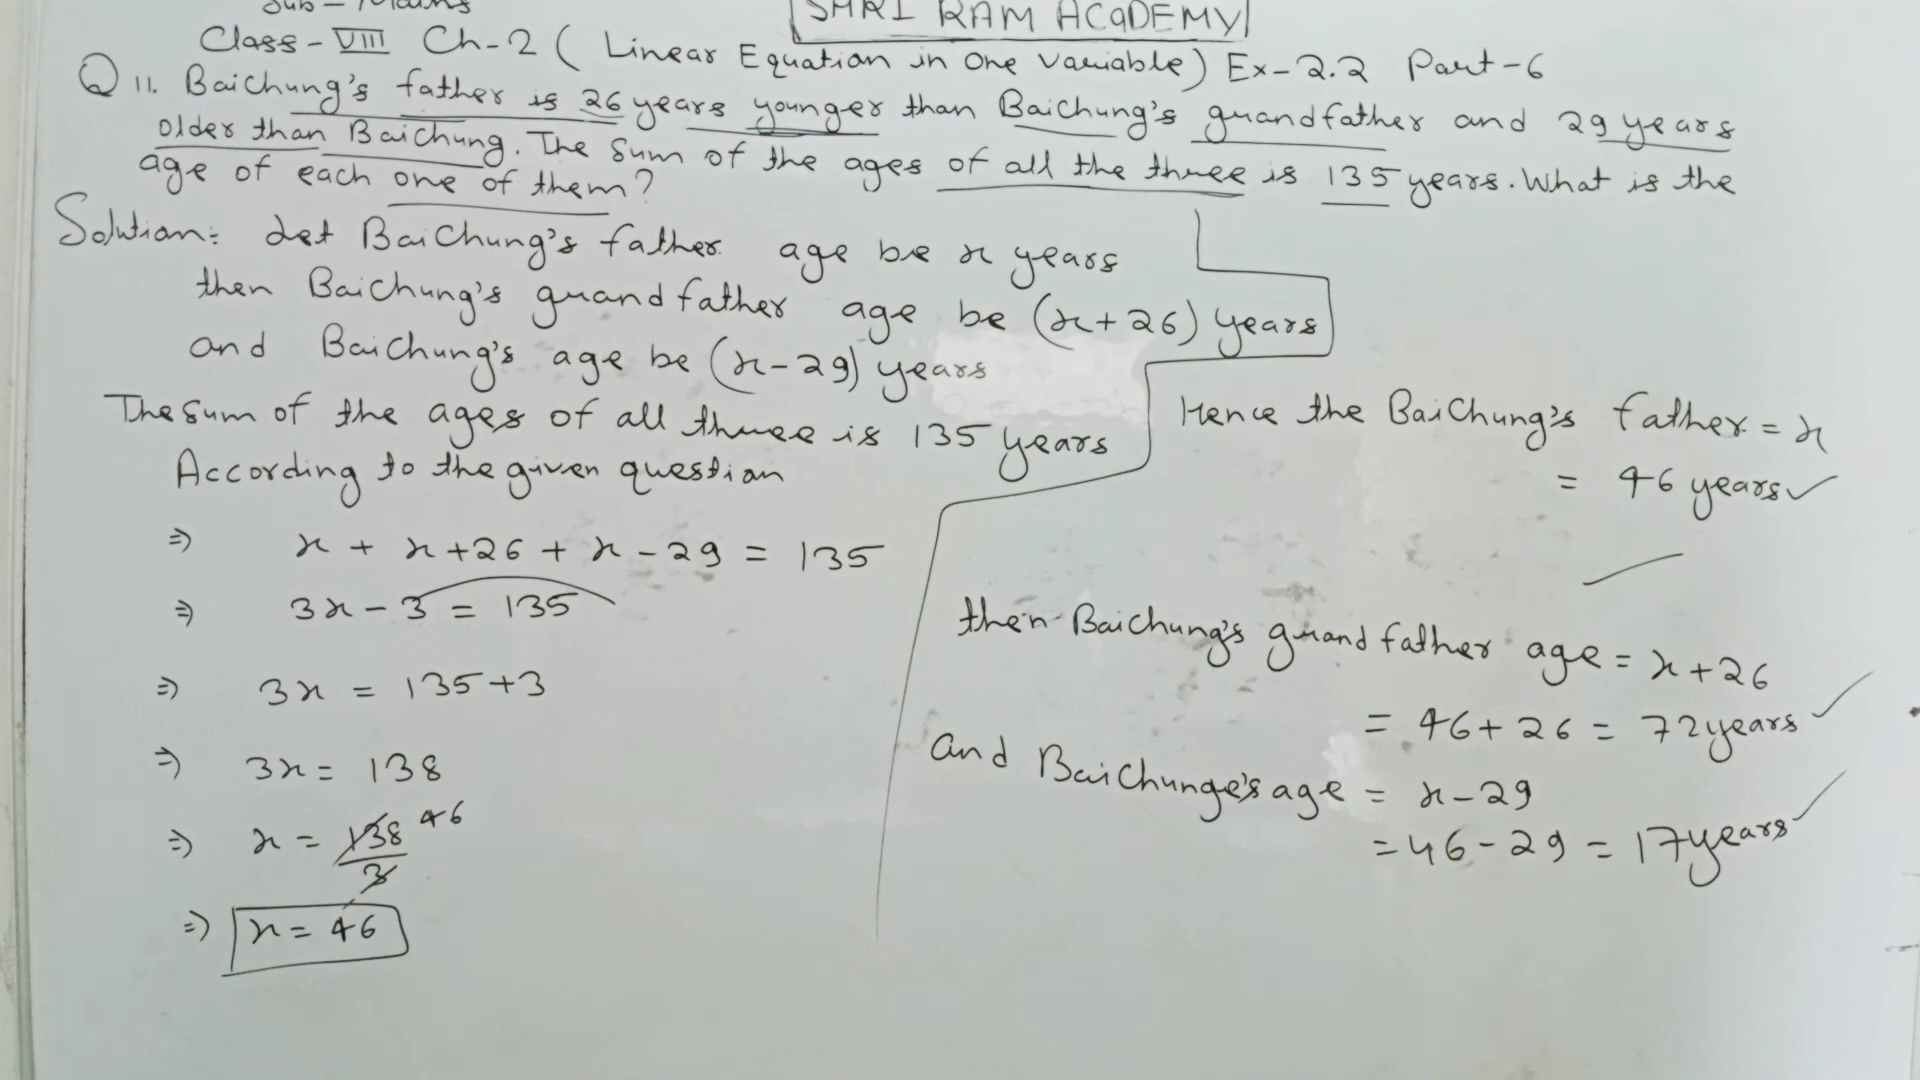 Sub - Maths
SHRI RAM ACADEMY
Class - VIII Ch-2 ( Linear Equation in One Variable) Ex-2.2 Part-6
Q 11. Baichung's father is 26 years younger than Baichung's grandfather and 29 years
older than Baichung. The Sum of the ages of all the three is 135 years. What is the
age of each one of them?
Solution:- Let BaiChung's father age be x years
then BaiChung's grandfather age be (x+26) years
and BaiChung's age be (x-29) years
The Sum of the ages of all three is 135 years
According to the given question
⇒ x + x+26 + x - 29 = 135
⇒ 3x - 3 = 135
⇒ 3x = 135+3
⇒ 3x = 138
⇒ x = 138/3 46
⇒ x = 46
Hence the BaiChung's father = x
= 46 years ✓
then Baichung's grandfather age = x+26
= 46+26 = 72years ✓
and BaiChunge's age = x-29
=46-29 = 17years ✓